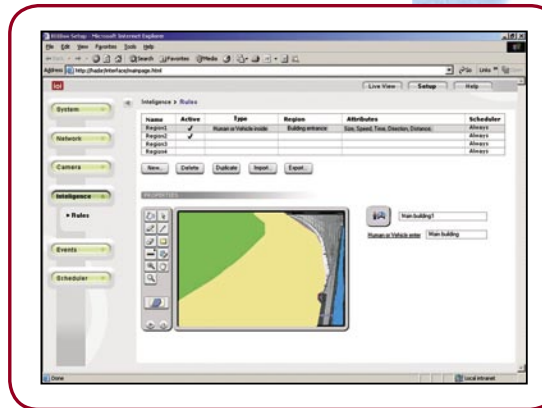 Setup - Microsoft Internet Explorer
File Edit View Favorites Tools Help
Search Favorites Media
Address http://hadar/interface/mainpage.html Go Links
ioi Live View Setup Help
System
Network
Camera
Intelligence
Rules
Events
Scheduler
Inteligence > Rules
Name Active Type Region Attributes Scheduler
Region1 ✓ Human or Vehicle inside Building entrance Size, Speed, Time, Direction, Distance, Always
Region2 ✓ Always
Region3 Always
Region4 Always
New... Delete Duplicate Import... Export...
PROPERTIES
Main building1
Human or Vehicle enter Main building
Done Local intranet